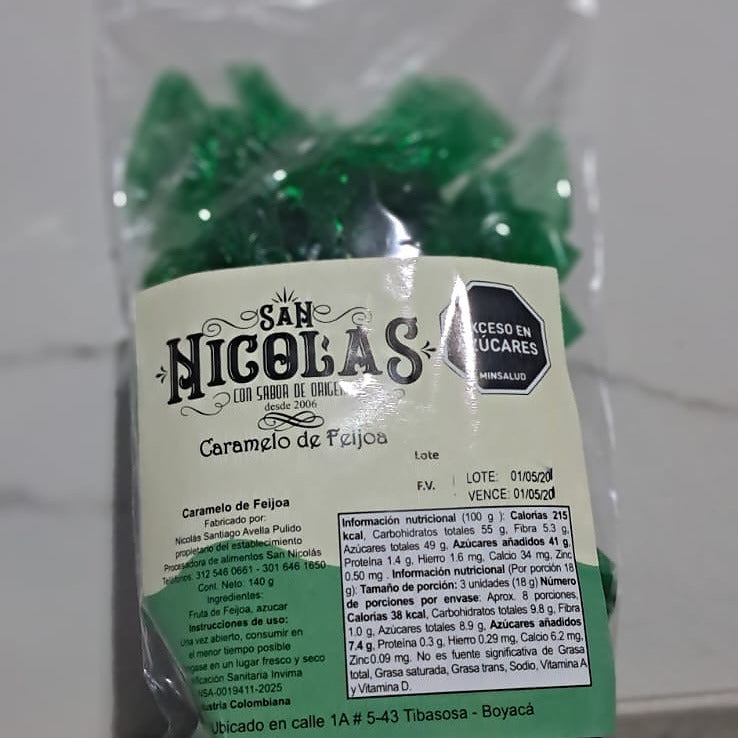 SAN
NICOLAS
CON SABOR DE ORIGEN
desde 2006
Caramelo de Feijoa
EXCESO EN
AZÚCARES
MINSALUD
Lote
F.V.
LOTE: 01/05/20
VENCE: 01/05/20
Caramelo de Feijoa
Fabricado por:
Nicolás Santiago Avella Pulido
propietario del establecimiento
Procesadora de alimentos San Nicolás
Teléfonos: 312 546 0661 - 301 646 1650
Cont. Neto: 140 g
Ingredientes:
Fruta de Feijoa, azucar
Instrucciones de uso:
Una vez abierto, consumir en
el menor tiempo posible
en un lugar fresco y seco
Sanitaria Invima
NSA-0019411-2025
Colombiana
Información nutricional (100 g ): Calorías 215
kcal, Carbohidratos totales 55 g, Fibra 5.3 g,
Azúcares totales 49 g, Azúcares añadidos 41 g,
Proteína 1.4 g, Hierro 1.6 mg, Calcio 34 mg, Zinc
0.50 mg . Información nutricional (Por porción 18
g): Tamaño de porción: 3 unidades (18 g) Número
de porciones por envase: Aprox. 8 porciones,
Calorías 38 kcal, Carbohidratos totales 9.8 g, Fibra
1.0 g, Azúcares totales 8.9 g, Azúcares añadidos
7.4 g, Proteína 0.3 g, Hierro 0.29 mg, Calcio 6.2 mg,
Zinc 0.09 mg. No es fuente significativa de Grasa
total, Grasa saturada, Grasa trans, Sodio, Vitamina A
y Vitamina D.
Ubicado en calle 1A # 5-43 Tibasosa - Boyacá